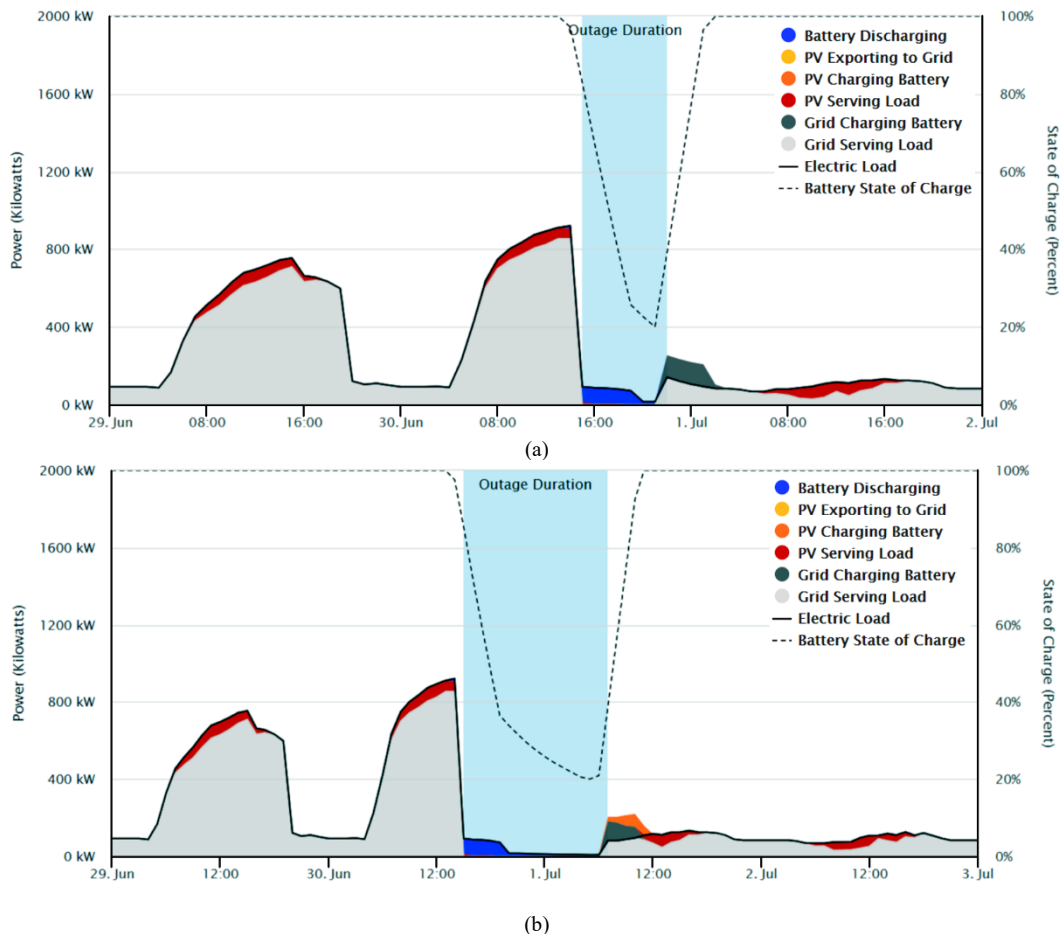 2000 kW
1600 kW
1200 kW
800 kW
400 kW
0 kW
Power (Kilowatts)
Outage Duration
Battery Discharging
PV Exporting to Grid
PV Charging Battery
PV Serving Load
Grid Charging Battery
Grid Serving Load
Electric Load
Battery State of Charge
100%
80%
60%
40%
20%
0%
State of Charge (Percent)
29. Jun
08:00
16:00
30. Jun
08:00
16:00
1. Jul
08:00
16:00
2. Jul
(a)
2000 kW
1600 kW
1200 kW
800 kW
400 kW
0 kW
Power (Kilowatts)
Outage Duration
Battery Discharging
PV Exporting to Grid
PV Charging Battery
PV Serving Load
Grid Charging Battery
Grid Serving Load
Electric Load
Battery State of Charge
100%
80%
60%
40%
20%
0%
State of Charge (Percent)
29. Jun
12:00
30. Jun
12:00
1. Jul
12:00
2. Jul
12:00
3. Jul
(b)